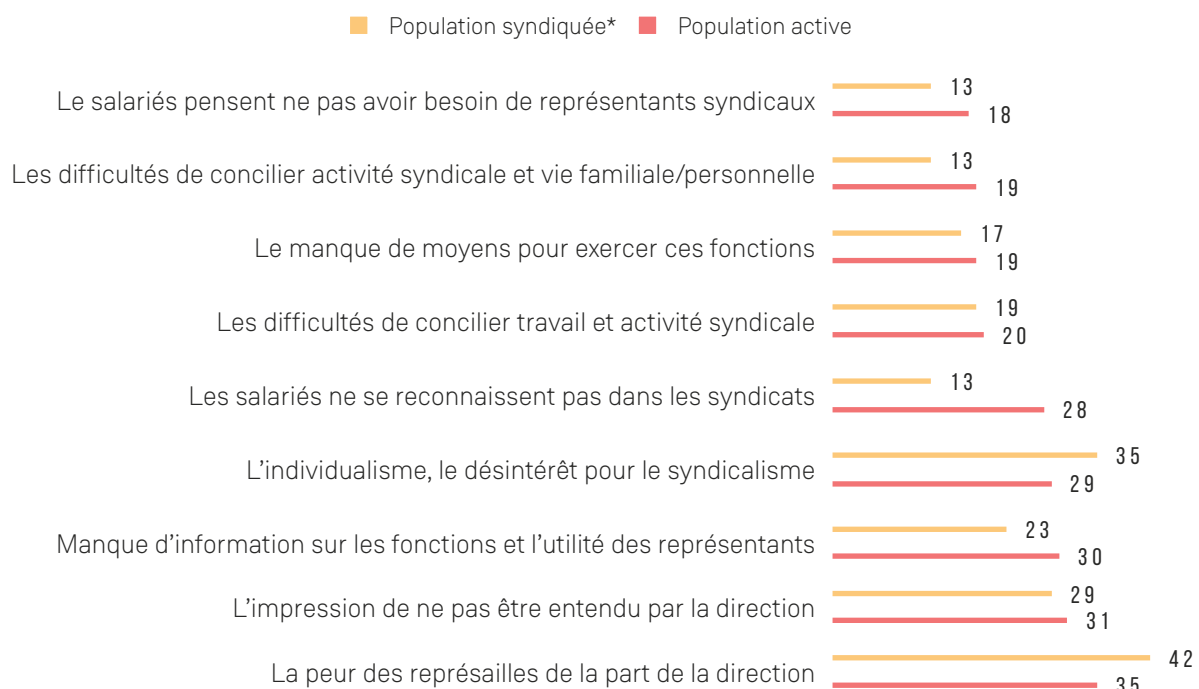 Population syndiquée* Population active
Le salariés pensent ne pas avoir besoin de représentants syndicaux 13
18
Les difficultés de concilier activité syndicale et vie familiale/personnelle 13
19
Le manque de moyens pour exercer ces fonctions 17
19
Les difficultés de concilier travail et activité syndicale 19
20
Les salariés ne se reconnaissent pas dans les syndicats 13
28
L’individualisme, le désintérêt pour le syndicalisme 35
29
Manque d’information sur les fonctions et l’utilité des représentants 23
30
L’impression de ne pas être entendu par la direction 29
31
La peur des représailles de la part de la direction 42
35